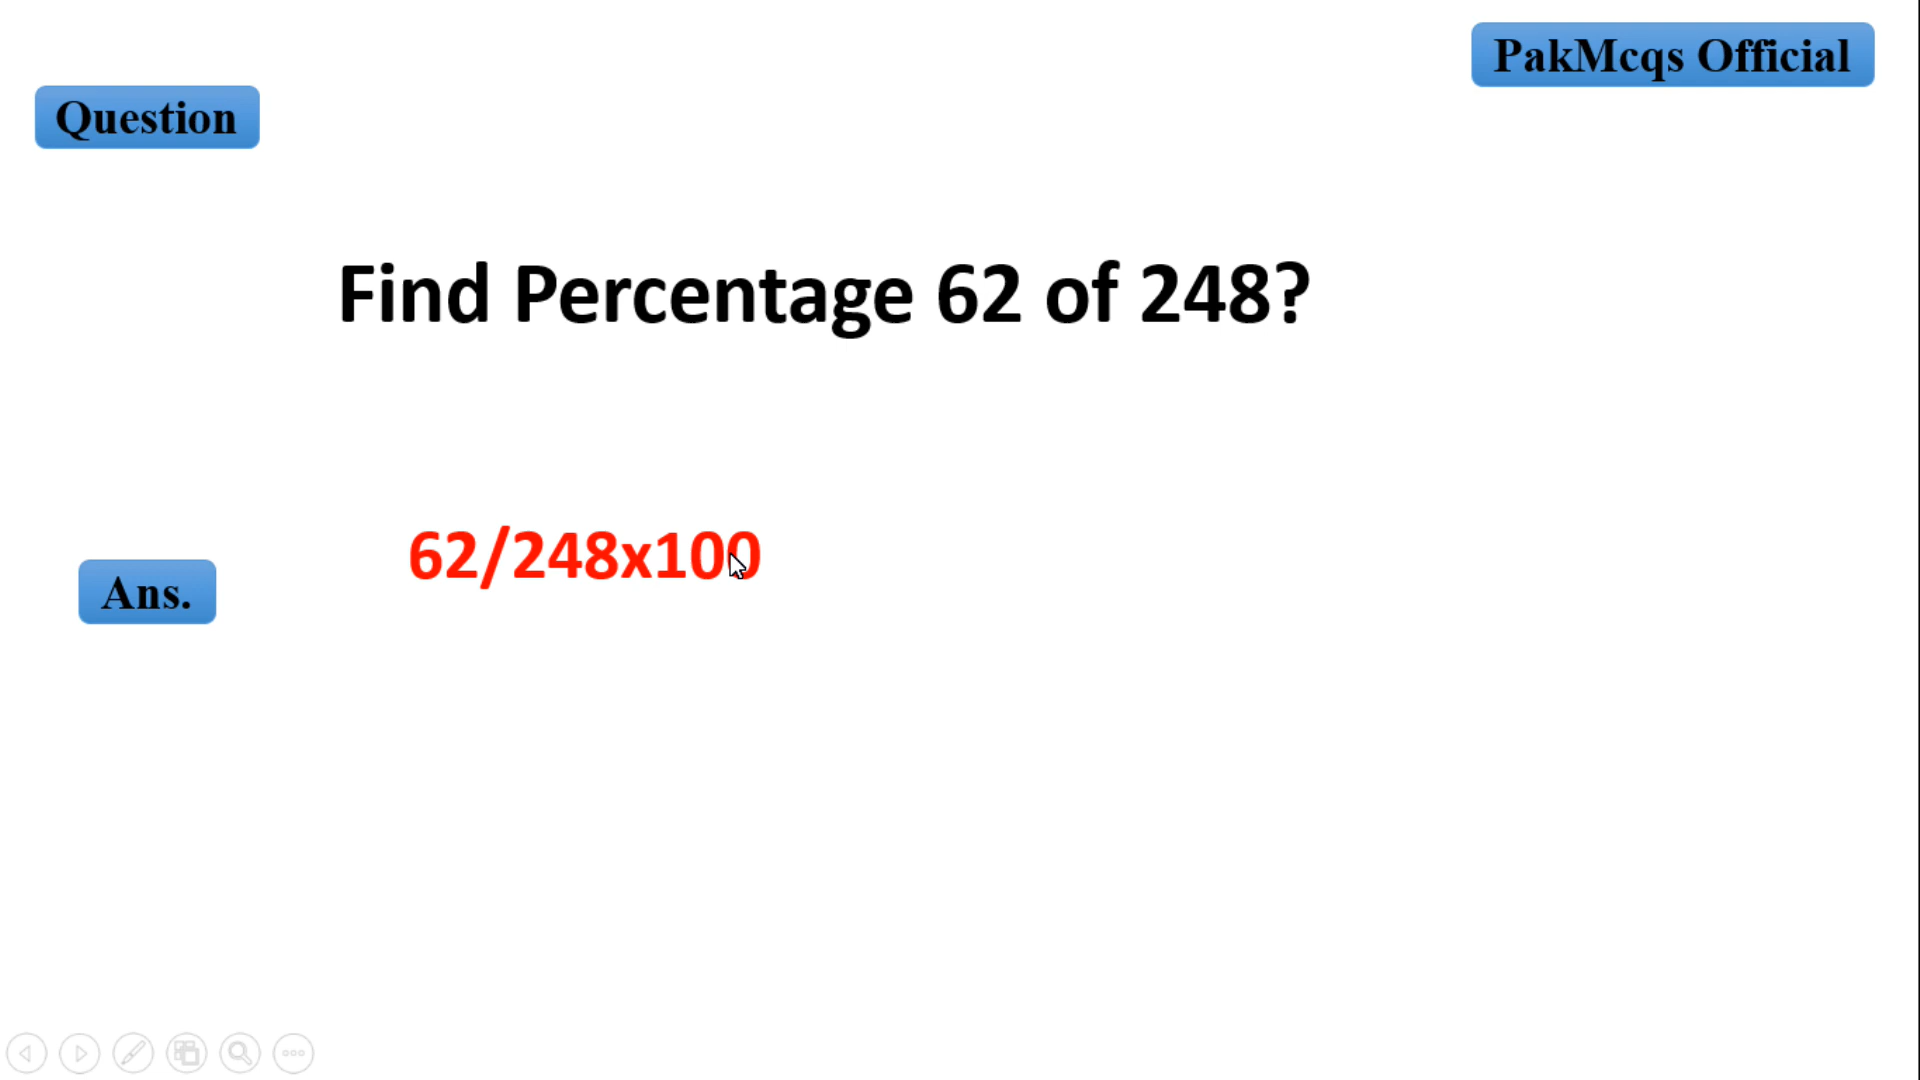 PakMcqs Official
Question
Find Percentage 62 of 248?
62/248x100
Ans.